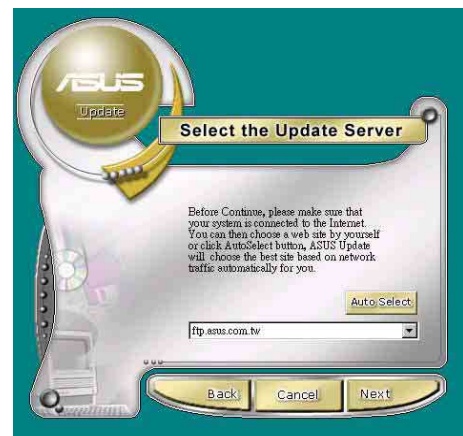 ASUS
Update
Select the Update Server
Before Continue, please make sure that
your system is connected to the Internet.
You can then choose a web site by yourself
or click AutoSelect button, ASUS Update
will choose the best site based on network
traffic automatically for you.
Auto Select
ftp.asus.com.tw
Back
Cancel
Next